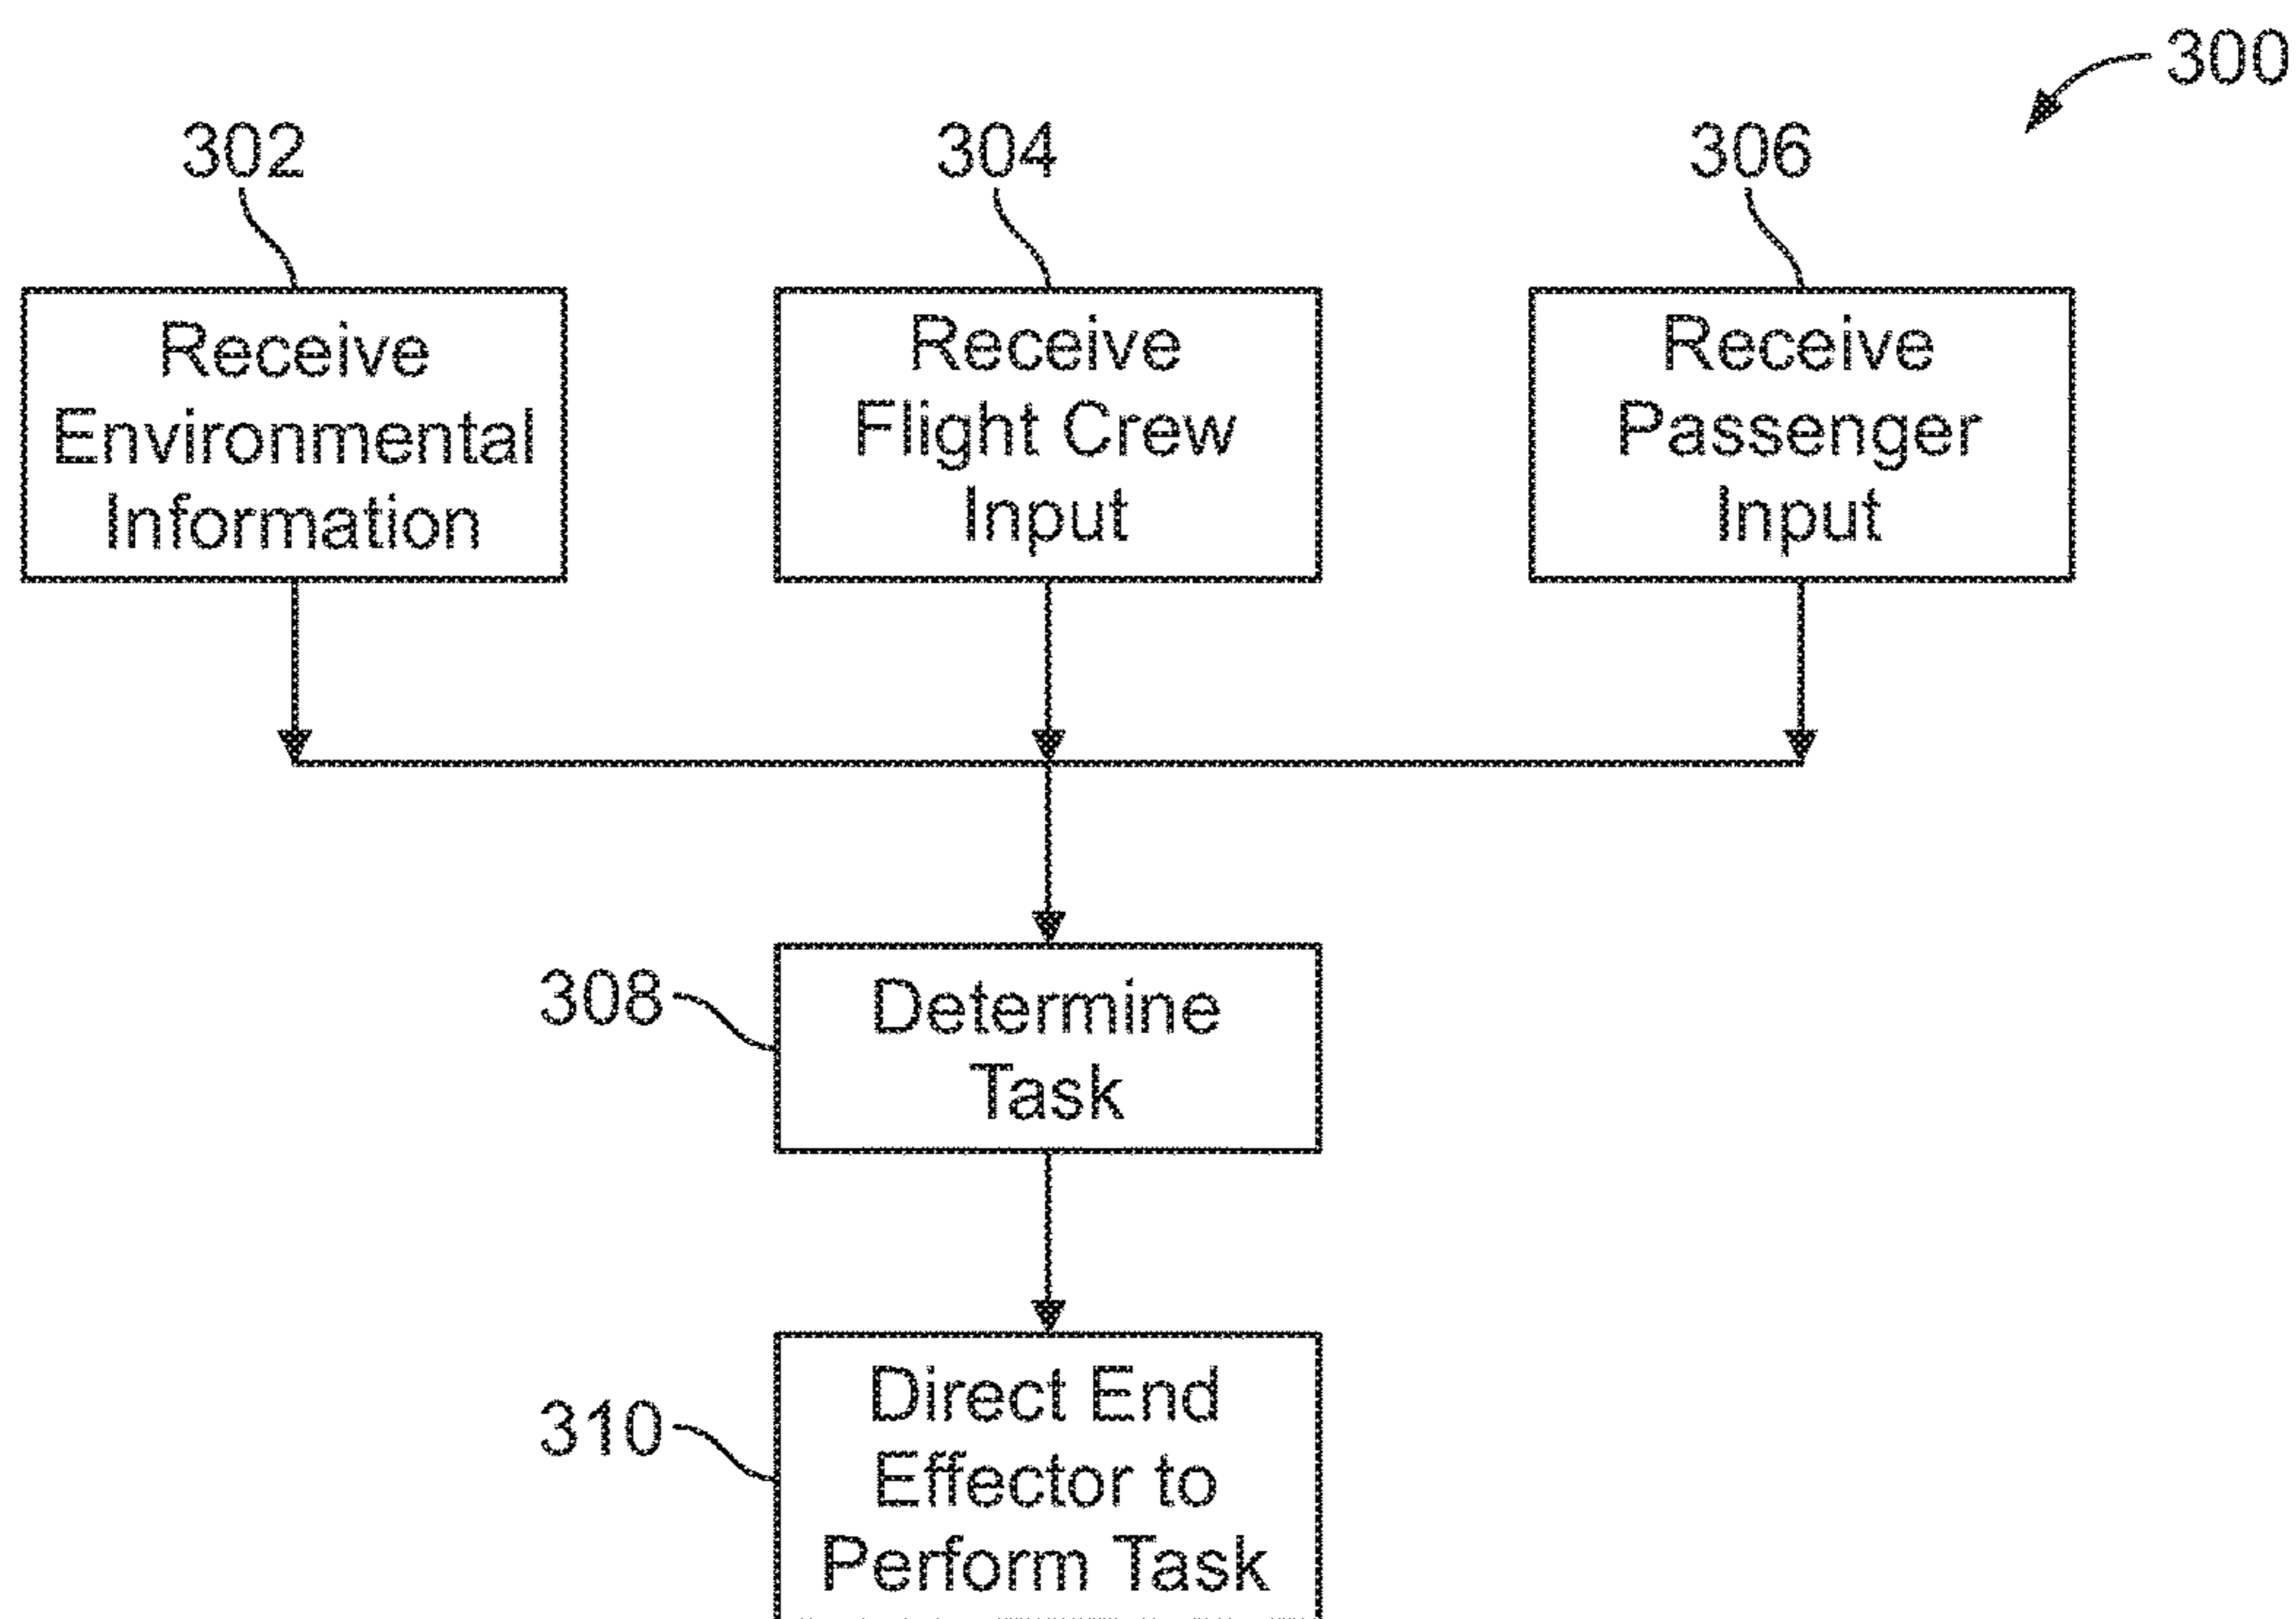 300
302
304
306
Receive
Environmental
Information
Receive
Flight Crew
Input
Receive
Passenger
Input
308
Determine
Task
310
Direct End
Effector to
Perform Task